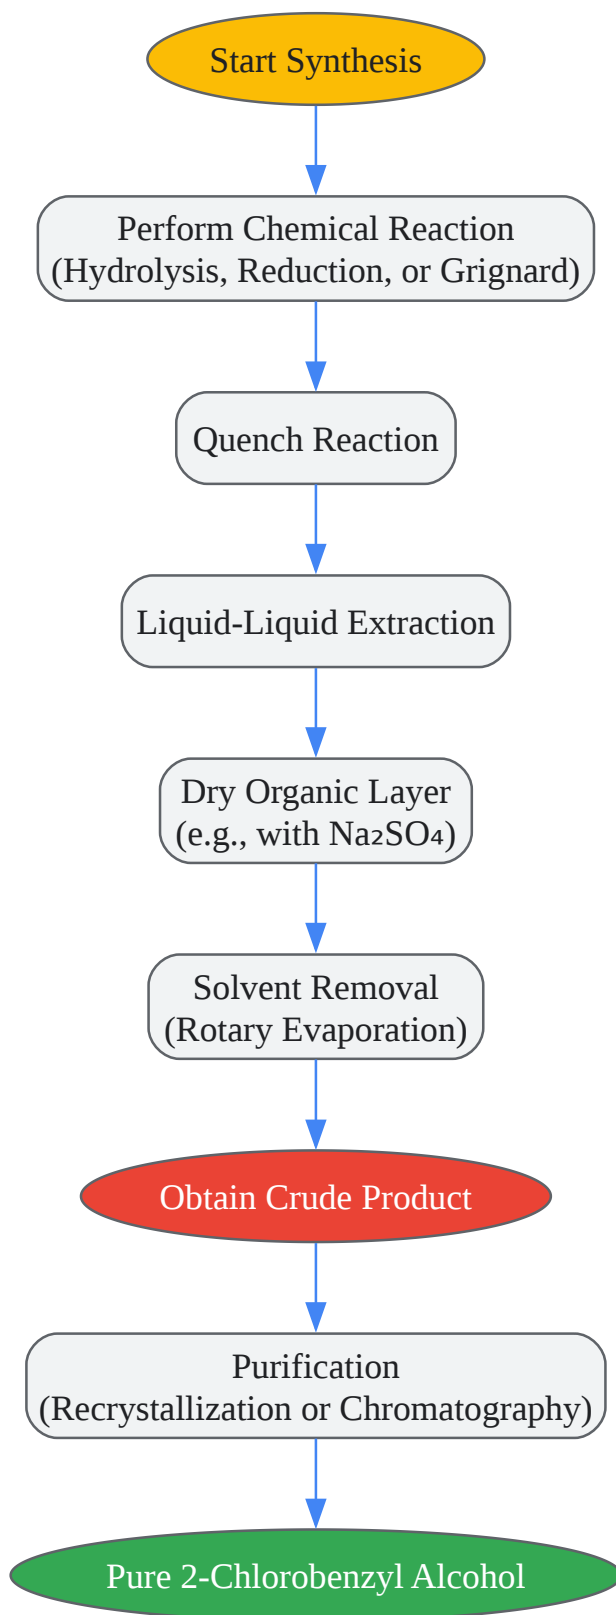 Start Synthesis
Perform Chemical Reaction
(Hydrolysis, Reduction, or Grignard)
Quench Reaction
Liquid-Liquid Extraction
Dry Organic Layer
(e.g., with Na₂SO₄)
Solvent Removal
(Rotary Evaporation)
Obtain Crude Product
Purification
(Recrystallization or Chromatography)
Pure 2-Chlorobenzyl Alcohol